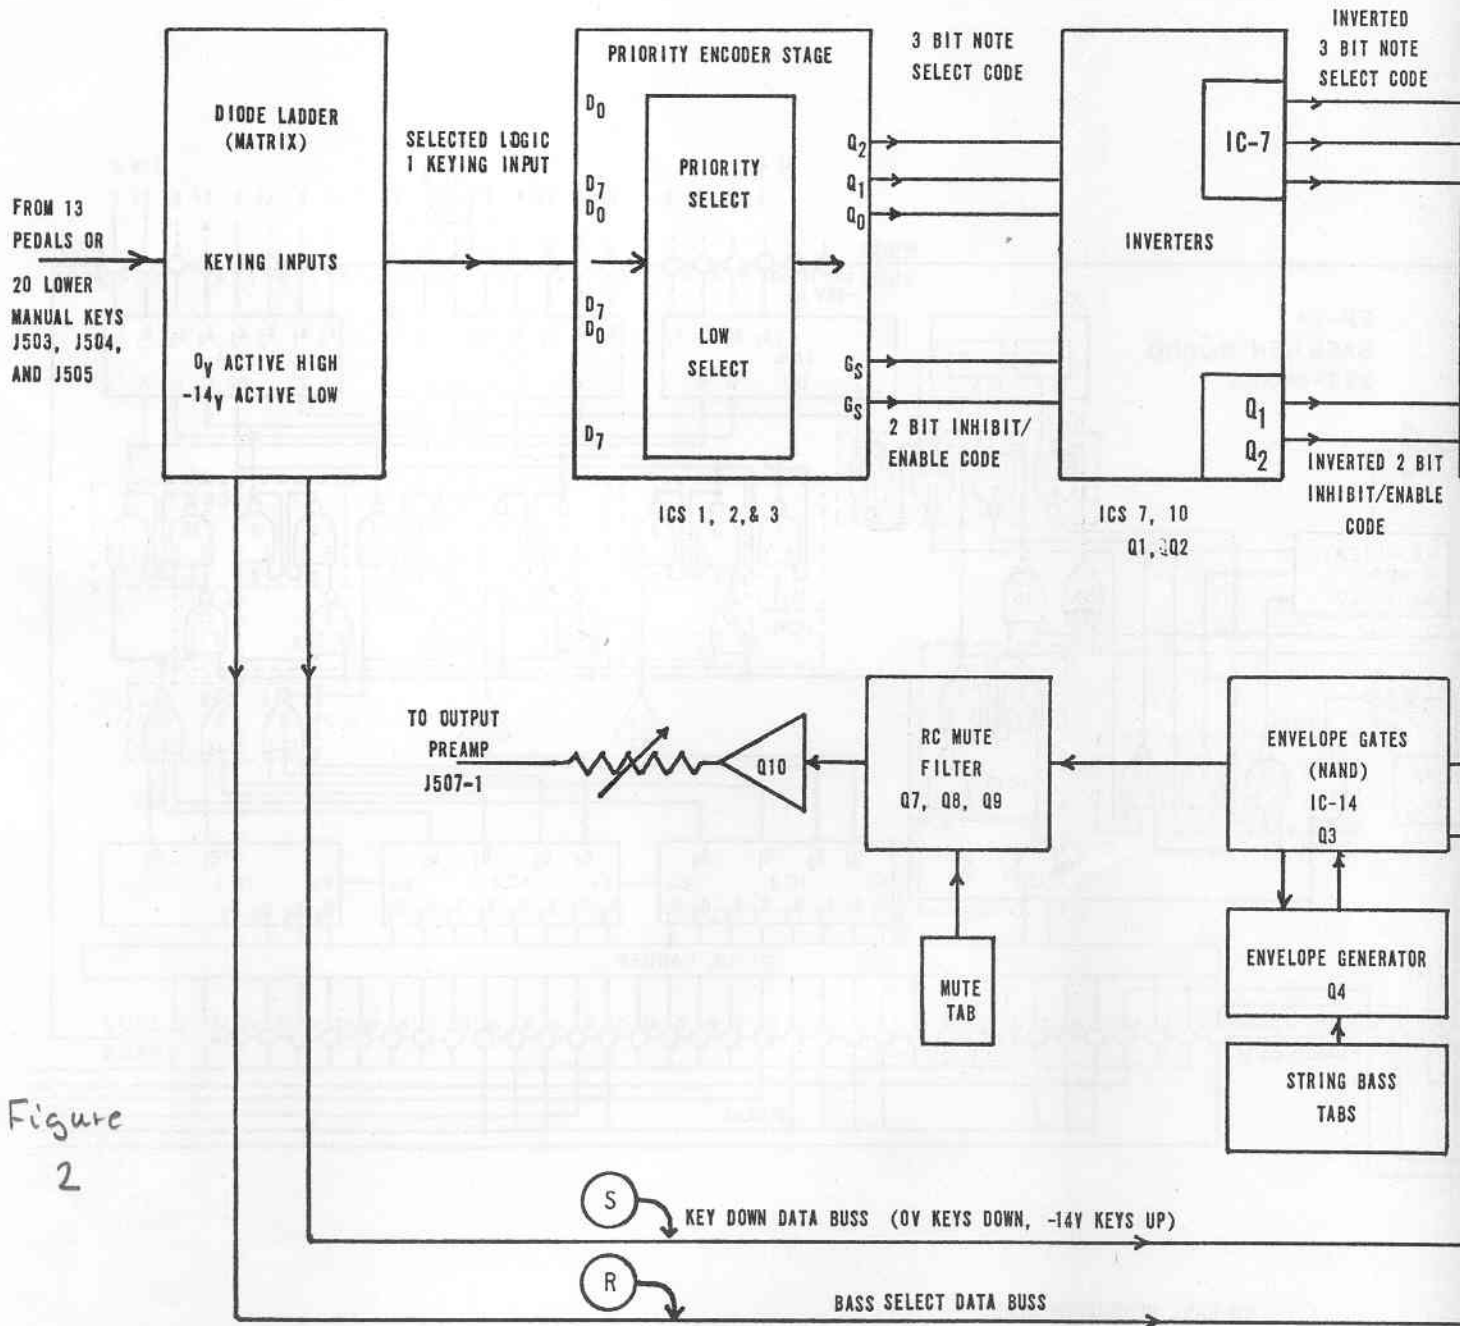 INVERTED
3 BIT NOTE
SELECT CODE
3 BIT NOTE
SELECT CODE
PRIORITY ENCODER STAGE
D0
DIODE LADDER
(MATRIX)
SELECTED LOGIC
1 KEYING INPUT
PRIORITY
SELECT
Q2
Q1
Q0
IC-7
D7
D0
FROM 13
PEDALS OR
20 LOWER
MANUAL KEYS
J503, J504,
AND J505
KEYING INPUTS
INVERTERS
D7
D0
LOW
SELECT
0V ACTIVE HIGH
-14V ACTIVE LOW
GS
GS
D7
2 BIT INHIBIT/
ENABLE CODE
Q1
Q2
INVERTED 2 BIT
INHIBIT/ENABLE
CODE
ICS 1, 2,& 3
ICS 7, 10
Q1, Q2
TO OUTPUT
PREAMP
J507-1
Q10
RC MUTE
FILTER
Q7, Q8, Q9
ENVELOPE GATES
(NAND)
IC-14
Q3
MUTE
TAB
ENVELOPE GENERATOR
Q4
STRING BASS
TABS
Figure
2
S
KEY DOWN DATA BUSS (0V KEYS DOWN, -14V KEYS UP)
R
BASS SELECT DATA BUSS